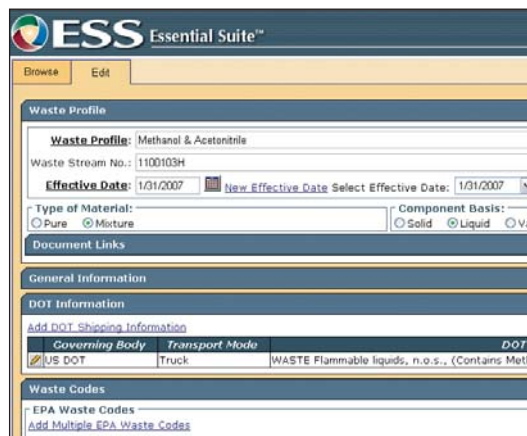 ESS Essential Suite™
Browse Edit
Waste Profile
Waste Profile: Methanol & Acetonitrile
Waste Stream No.: 1100103H
Effective Date: 1/31/2007 New Effective Date Select Effective Date: 1/31/2007
Type of Material: Component Basis:
Pure Mixture Solid Liquid Va
Document Links
General Information
DOT Information
Add DOT Shipping Information
Governing Body Transport Mode DOT
US DOT Truck WASTE Flammable liquids, n.o.s., (Contains Met
Waste Codes
EPA Waste Codes
Add Multiple EPA Waste Codes